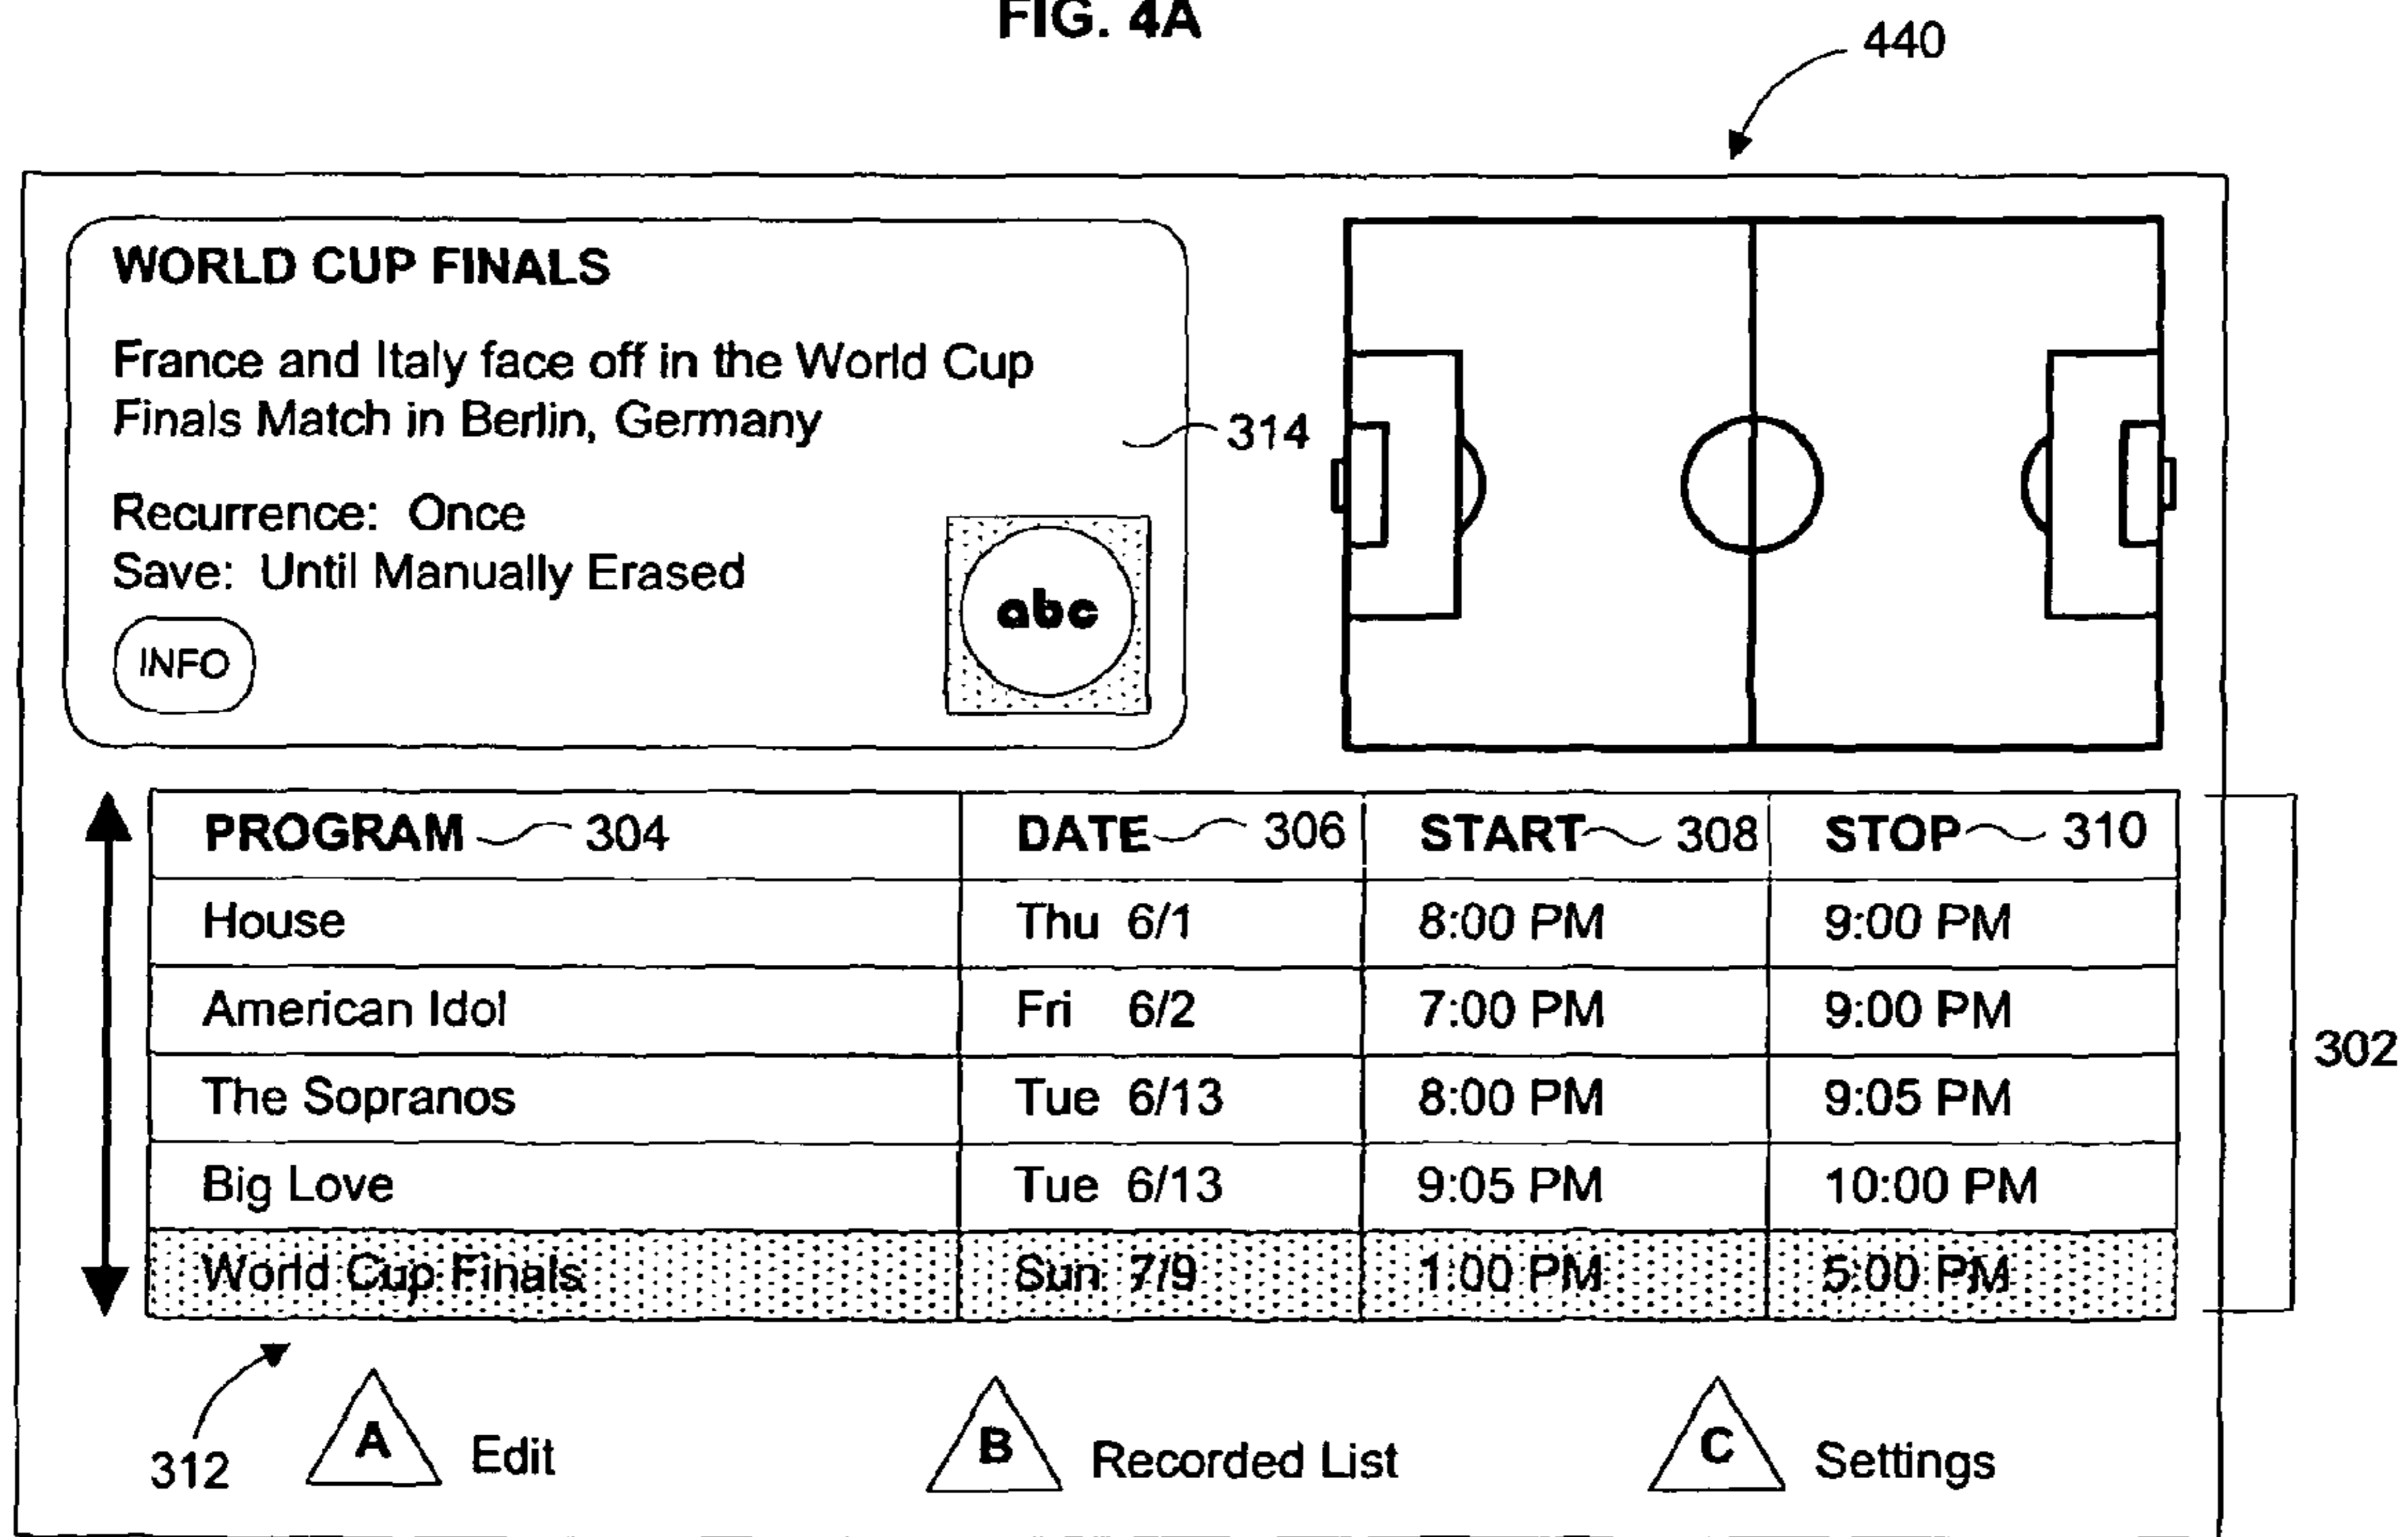 FIG. 4A
440
WORLD CUP FINALS
France and Italy face off in the World Cup
Finals Match in Berlin, Germany
314
Recurrence: Once
Save: Until Manually Erased
abc
INFO
PROGRAM 304 DATE 306 START 308 STOP 310
House Thu 6/1 8:00 PM 9:00 PM
American Idol Fri 6/2 7:00 PM 9:00 PM
302
The Sopranos Tue 6/13 8:00 PM 9:05 PM
Big Love Tue 6/13 9:05 PM 10:00 PM
World Cup Finals Sun 7/9 1:00 PM 5:00 PM
312
A Edit B Recorded List C Settings